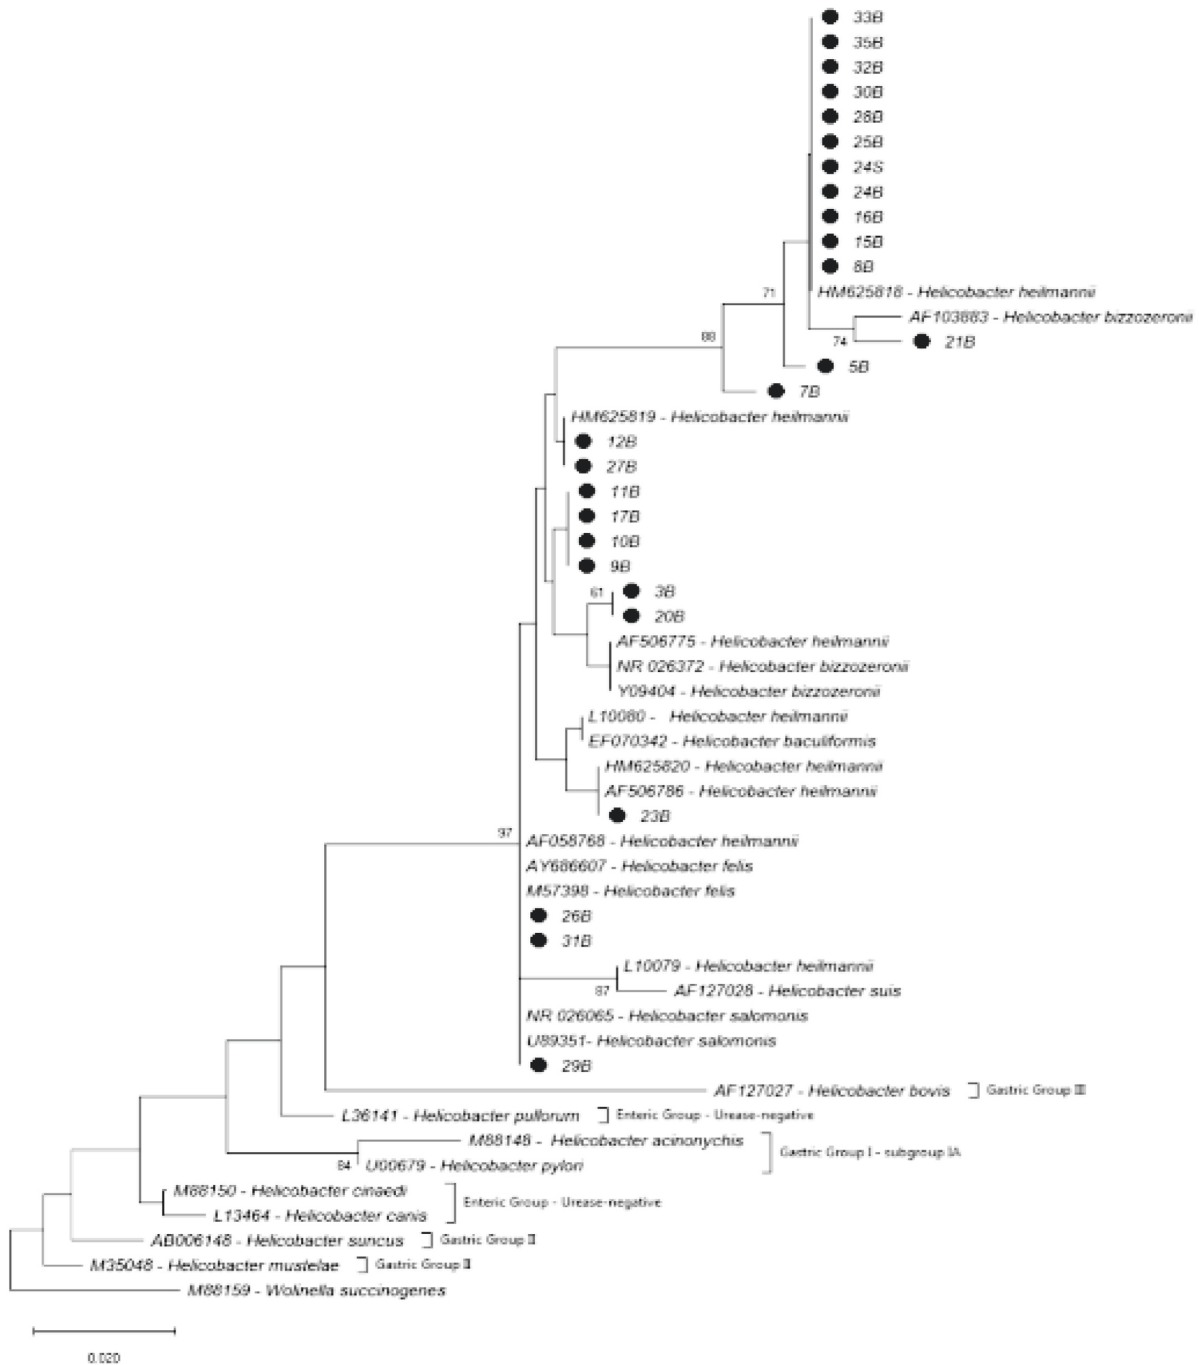 33B
35B
32B
30B
28B
25B
24S
24B
16B
15B
8B
HM625818 - Helicobacter heilmannii
71
AF103883 - Helicobacter bizzozeronii
88
74
21B
5B
7B
HM625819 - Helicobacter heilmannii
12B
27B
11B
17B
10B
9B
61
3B
20B
AF506775 - Helicobacter heilmannii
NR 026372 - Helicobacter bizzozeronii
Y09404 - Helicobacter bizzozeronii
L10080 - Helicobacter heilmannii
EF070342 - Helicobacter baculiformis
HM625820 - Helicobacter heilmannii
AF506786 - Helicobacter heilmannii
23B
97
AF058768 - Helicobacter heilmannii
AY686607 - Helicobacter felis
M57398 - Helicobacter felis
26B
31B
L10079 - Helicobacter heilmannii
87
AF127028 - Helicobacter suis
NR 026065 - Helicobacter salomonis
U89351- Helicobacter salomonis
29B
AF127027 - Helicobacter bovis Gastric Group III
L36141 - Helicobacter pullorum Enteric Group - Urease-negative
M88148 - Helicobacter acinonychis
Gastric Group I - subgroup IA
84 U00679 - Helicobacter pylori
M88150 - Helicobacter cinaedi
Enteric Group - Urease-negative
L13464 - Helicobacter canis
AB006148 - Helicobacter suncus Gastric Group II
M35048 - Helicobacter mustelae Gastric Group II
M88159 - Wolinella succinogenes
0.020